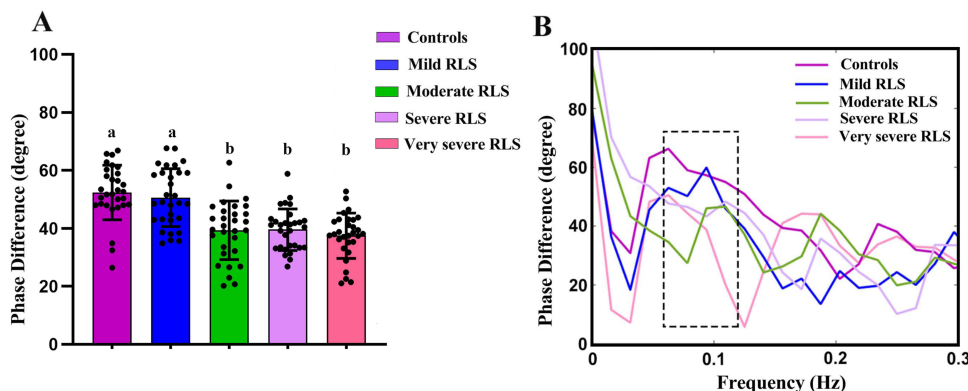 A
Phase Difference (degree)
100
80
60
40
20
0
a
a
b
b
b
Controls
Mild RLS
Moderate RLS
Severe RLS
Very severe RLS
B
Phase Difference (degree)
100
80
60
40
20
0
0
0.1
0.2
0.3
Frequency (Hz)
Controls
Mild RLS
Moderate RLS
Severe RLS
Very severe RLS